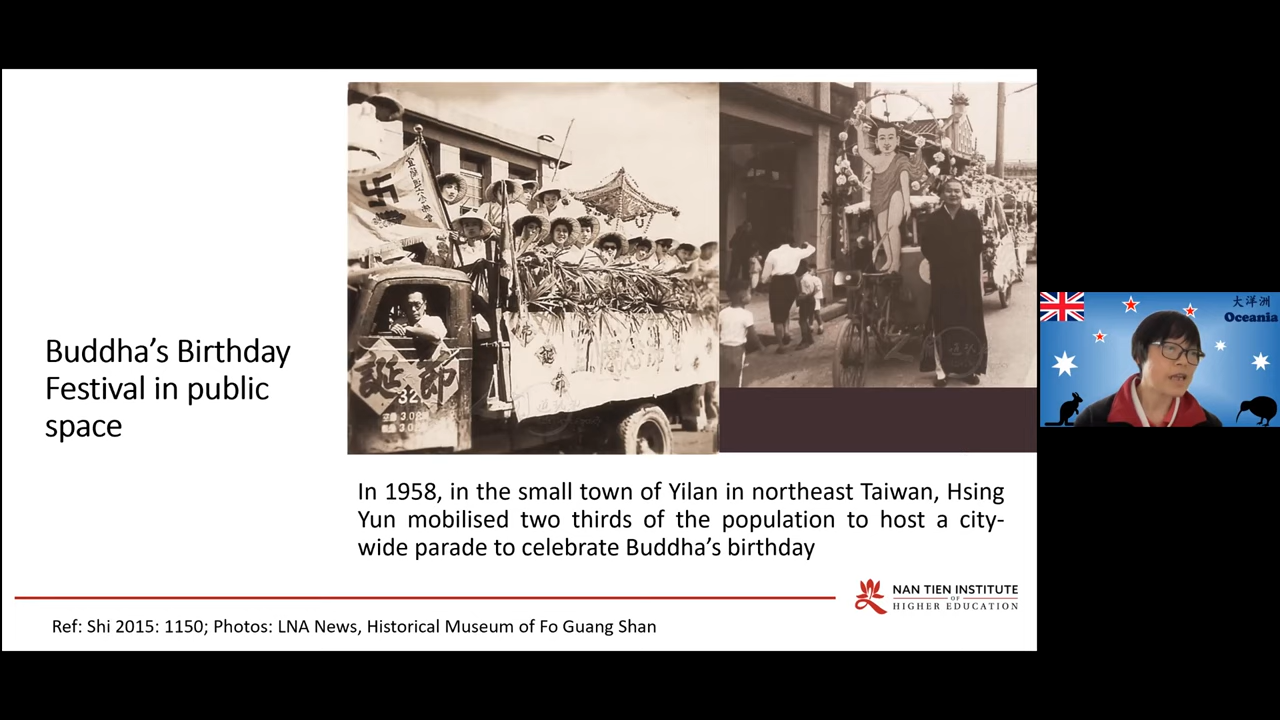 Buddha's Birthday
Festival in public
space
誕節
In 1958, in the small town of Yilan in northeast Taiwan, Hsing
Yun mobilised two thirds of the population to host a city-
wide parade to celebrate Buddha's birthday
NAN TIEN INSTITUTE
OF
HIGHER EDUCATION
Ref: Shi 2015: 1150; Photos: LNA News, Historical Museum of Fo Guang Shan
大洋洲
Oceania